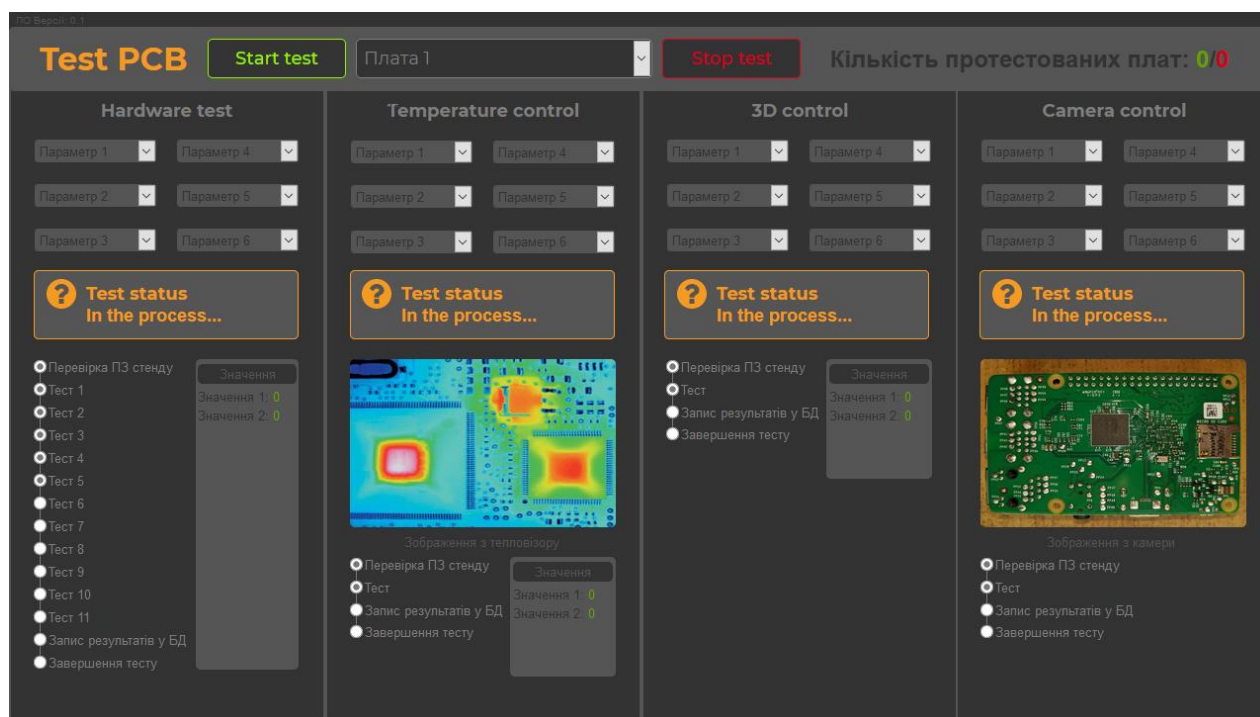 ПО Версії: 0.1
Test PCB
Start test
Плата 1
Stop test
Кількість протестованих плат: 0/0
Hardware test
Параметр 1
Параметр 4
Параметр 2
Параметр 5
Параметр 3
Параметр 6
Test status
In the process...
Перевірка ПЗ стенду
Тест 1
Тест 2
Тест 3
Тест 4
Тест 5
Тест 6
Тест 7
Тест 8
Тест 9
Тест 10
Тест 11
Запис результатів у БД
Завершення тесту
Значення
Значення 1: 0
Значення 2: 0
Temperature control
Параметр 1
Параметр 4
Параметр 2
Параметр 5
Параметр 3
Параметр 6
Test status
In the process...
Зображення з тепловізору
Перевірка ПЗ стенду
Тест
Запис результатів у БД
Завершення тесту
Значення
Значення 1: 0
Значення 2: 0
3D control
Параметр 1
Параметр 4
Параметр 2
Параметр 5
Параметр 3
Параметр 6
Test status
In the process...
Перевірка ПЗ стенду
Тест
Запис результатів у БД
Завершення тесту
Значення
Значення 1: 0
Значення 2: 0
Camera control
Параметр 1
Параметр 4
Параметр 2
Параметр 5
Параметр 3
Параметр 6
Test status
In the process...
Зображення з камери
Перевірка ПЗ стенду
Тест
Запис результатів у БД
Завершення тесту